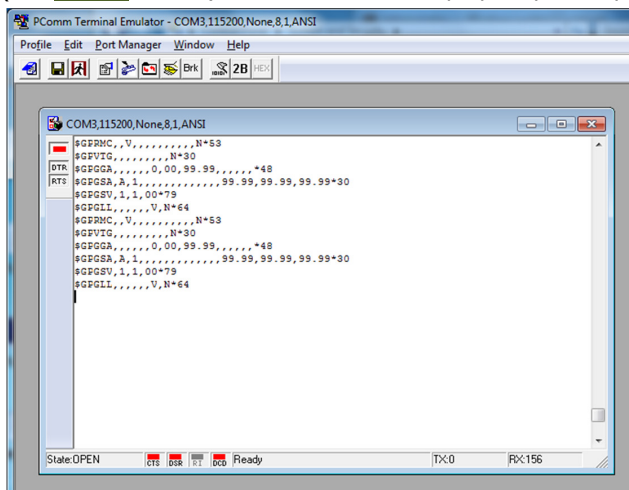 PComm Terminal Emulator - COM3,115200,None,8,1,ANSI
Profile Edit Port Manager Window Help
Brk 2B HEX
COM3,115200,None,8,1,ANSI
$GPRMC,,V,,,,,,,,,,N*53
DTR
$GPVTG,,,,,,,,,N*30
RTS
$GPGGA,,,,,,0,00,99.99,,,,,,*48
$GPGSA,A,1,,,,,,,,,,,,,99.99,99.99,99.99*30
$GPGSV,1,1,00*79
$GPGLL,,,,,,V,N*64
$GPRMC,,V,,,,,,,,,,N*53
$GPVTG,,,,,,,,,N*30
$GPGGA,,,,,,0,00,99.99,,,,,,*48
$GPGSA,A,1,,,,,,,,,,,,,99.99,99.99,99.99*30
$GPGSV,1,1,00*79
$GPGLL,,,,,,V,N*64
State:OPEN CTS DSR RI DCD Ready TX:0 RX:156